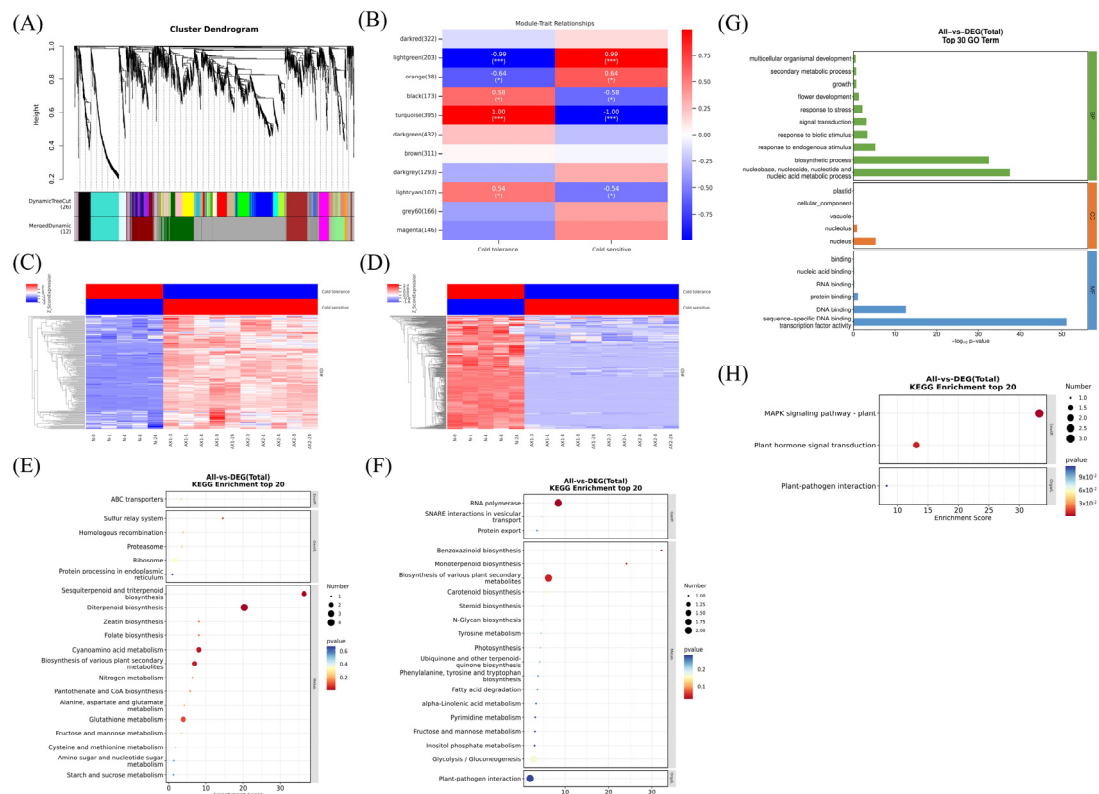 (A)
Cluster Dendrogram
Height
1.0
0.8
0.6
0.4
0.2
DynamicTreeCut
(26)
MergedDynamic
(12)
(B)
Module-Trait Relationships
darkred(322)
lightgreen(203)
orange(38)
black(173)
turquoise(395)
darkgreen(432)
brown(311)
darkgrey(1293)
lightcyan(107)
grey60(166)
magenta(146)
-0.99
(***)
0.99
(***)
-0.64
(*)
0.64
(*)
0.58
(*)
-0.58
(*)
1.00
(***)
-1.00
(***)
0.54
(*)
-0.54
(*)
Cold tolerance
Cold sensitive
0.75
0.50
0.25
0.00
-0.25
-0.50
-0.75
(G)
All-vs-DEG(Total)
Top 30 GO Term
multicellular organismal development
secondary metabolic process
growth
flower development
response to stress
signal transduction
response to biotic stimulus
response to endogenous stimulus
biosynthetic process
nucleobase, nucleoside, nucleotide and
nucleic acid metabolic process
BP
plastid
cellular_component
vacuole
nucleolus
nucleus
CC
binding
nucleic acid binding
RNA binding
protein binding
DNA binding
sequence-specific DNA binding
transcription factor activity
MF
0
10
20
30
40
50
-log₁₀ p-value
(C)
Z_ScoreExpression
Cold tolerance
Cold sensitive
(D)
Z_ScoreExpression
Cold tolerance
Cold sensitive
(E)
All-vs-DEG(Total)
KEGG Enrichment top 20
ABC transporters
Sulfur relay system
Homologous recombination
Proteasome
Ribosome
Protein processing in endoplasmic
reticulum
Sesquiterpenoid and triterpenoid
biosynthesis
Diterpenoid biosynthesis
Zeatin biosynthesis
Folate biosynthesis
Cyanoamino acid metabolism
Biosynthesis of various plant secondary
metabolites
Nitrogen metabolism
Pantothenate and CoA biosynthesis
Alanine, aspartate and glutamate
metabolism
Glutathione metabolism
Fructose and mannose metabolism
Cysteine and methionine metabolism
Amino sugar and nucleotide sugar
metabolism
Starch and sucrose metabolism
0
10
20
30
Enrichment Score
Number
1
2
3
4
pvalue
0.6
0.4
0.2
(F)
All-vs-DEG(Total)
KEGG Enrichment top 20
RNA polymerase
SNARE interactions in vesicular
transport
Protein export
Benzoxazinoid biosynthesis
Monoterpenoid biosynthesis
Biosynthesis of various plant secondary
metabolites
Carotenoid biosynthesis
Steroid biosynthesis
N-Glycan biosynthesis
Tyrosine metabolism
Photosynthesis
Ubiquinone and other terpenoid-
quinone biosynthesis
Phenylalanine, tyrosine and tryptophan
biosynthesis
Fatty acid degradation
alpha-Linolenic acid metabolism
Pyrimidine metabolism
Fructose and mannose metabolism
Inositol phosphate metabolism
Glycolysis / Gluconeogenesis
Plant-pathogen interaction
10
20
30
Number
1.00
1.25
1.50
1.75
2.00
pvalue
0.2
0.1
(H)
All-vs-DEG(Total)
KEGG Enrichment top 20
MAPK signaling pathway - plant
Plant hormone signal transduction
Plant-pathogen interaction
10
15
20
25
30
Enrichment Score
Number
1.0
1.5
2.0
2.5
3.0
pvalue
9×10⁻²
6×10⁻²
3×10⁻²